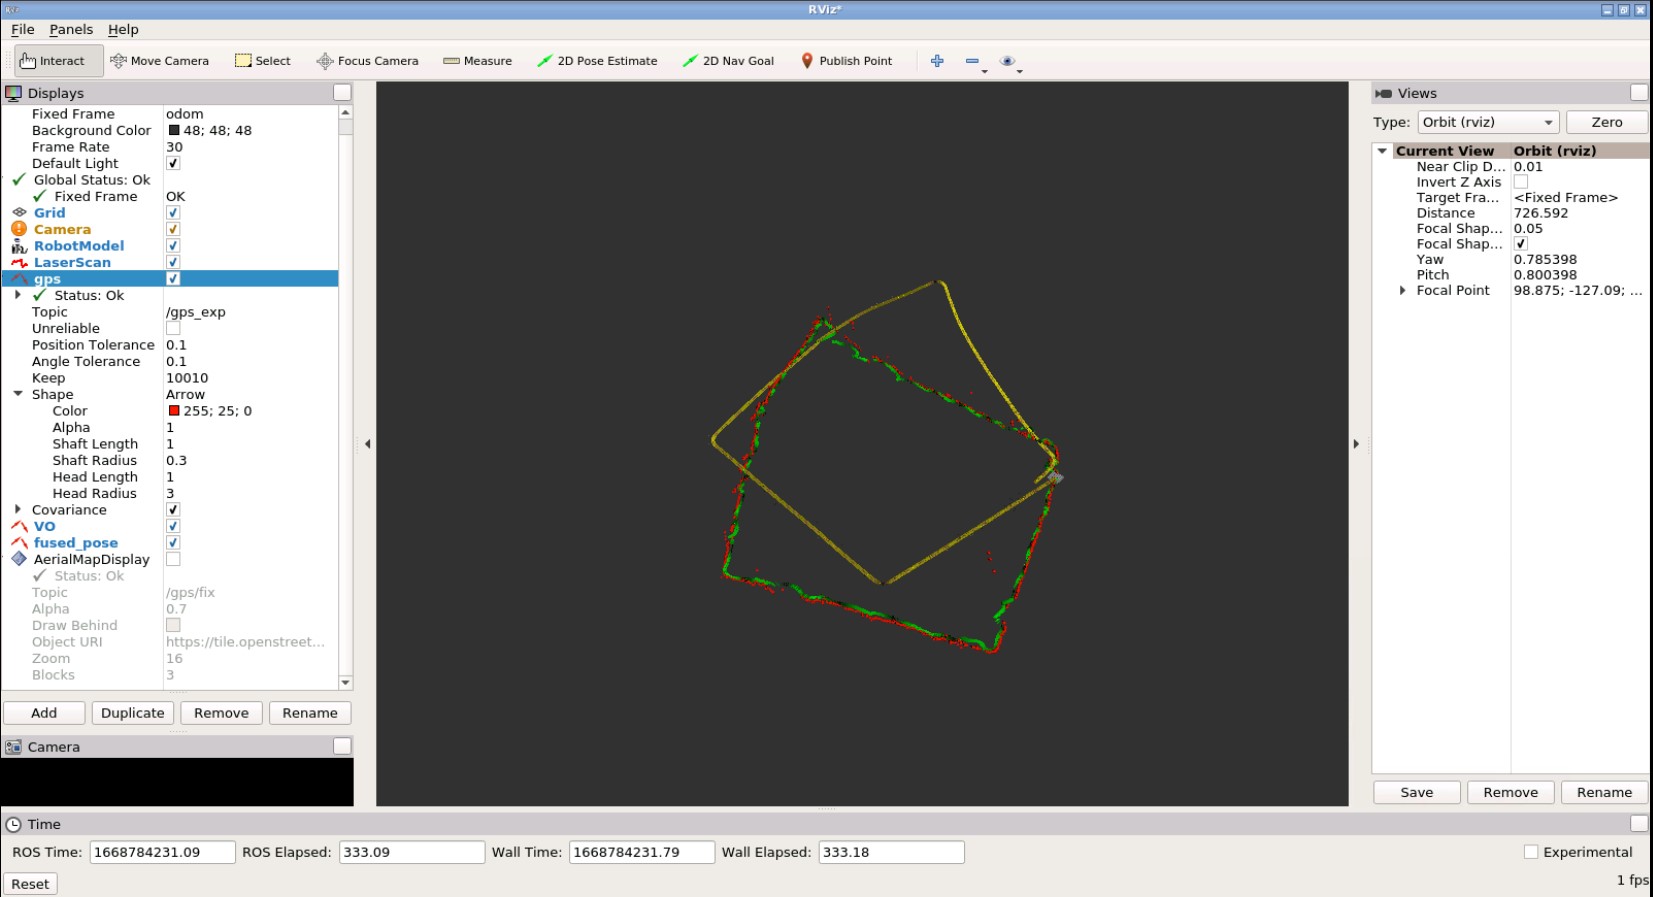 RViz*
File Panels Help
Interact Move Camera Select Focus Camera Measure 2D Pose Estimate 2D Nav Goal Publish Point
Displays
Fixed Frame odom
Background Color 48; 48; 48
Frame Rate 30
Default Light
Global Status: Ok
Fixed Frame OK
Grid
Camera
RobotModel
LaserScan
gps
Status: Ok
Topic /gps_exp
Unreliable
Position Tolerance 0.1
Angle Tolerance 0.1
Keep 10010
Shape Arrow
Color 255; 25; 0
Alpha 1
Shaft Length 1
Shaft Radius 0.3
Head Length 1
Head Radius 3
Covariance
VO
fused_pose
AerialMapDisplay
Status: Ok
Topic /gps/fix
Alpha 0.7
Draw Behind
Object URI https://tile.openstreet...
Zoom 16
Blocks 3
Add Duplicate Remove Rename
Camera
Views
Type: Orbit (rviz) Zero
Current View Orbit (rviz)
Near Clip D... 0.01
Invert Z Axis
Target Fra... <Fixed Frame>
Distance 726.592
Focal Shap... 0.05
Focal Shap...
Yaw 0.785398
Pitch 0.800398
Focal Point 98.875; -127.09; ...
Save Remove Rename
Time
ROS Time: 1668784231.09 ROS Elapsed: 333.09 Wall Time: 1668784231.79 Wall Elapsed: 333.18 Experimental
Reset 1 fps